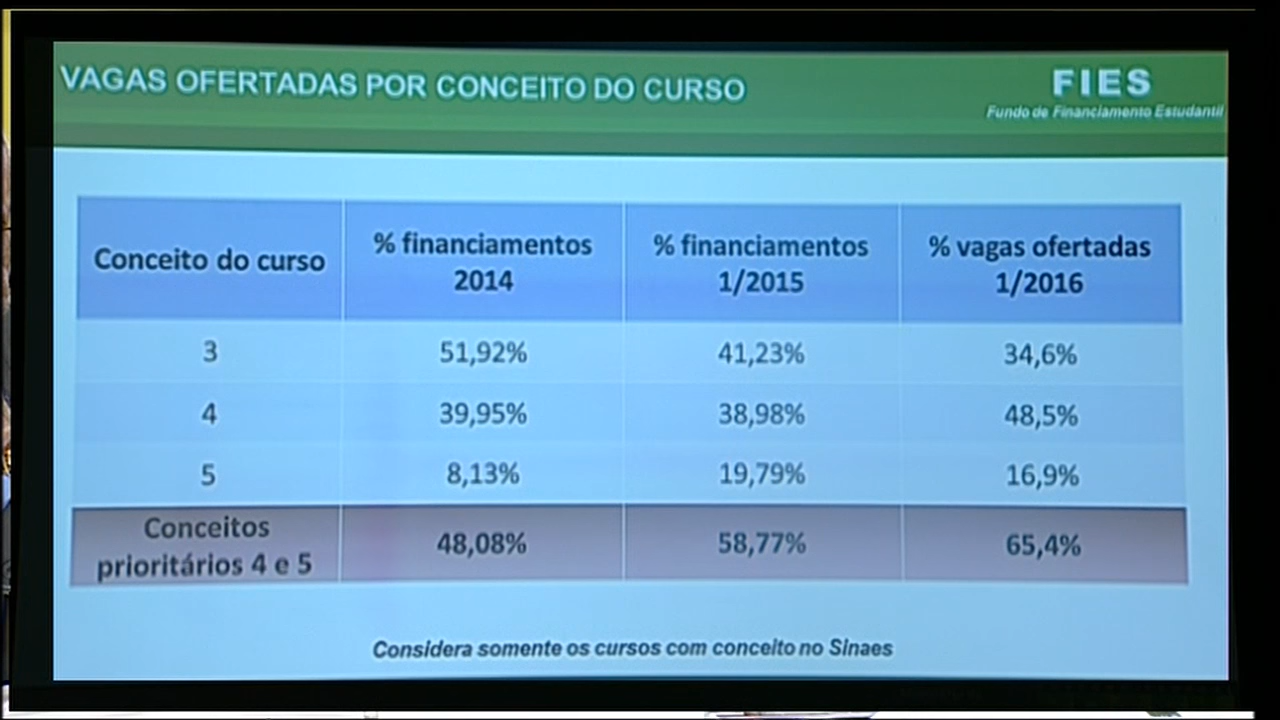 VAGAS OFERTADAS POR CONCEITO DO CURSO
FIES
Fundo de Financiamento Estudantil
Conceito do curso
% financiamentos
2014
% financiamentos
1/2015
% vagas ofertadas
1/2016
3
51,92%
41,23%
34,6%
4
39,95%
38,98%
48,5%
5
8,13%
19,79%
16,9%
Conceitos
prioritários 4 e 5
48,08%
58,77%
65,4%
Considera somente os cursos com conceito no Sinaes